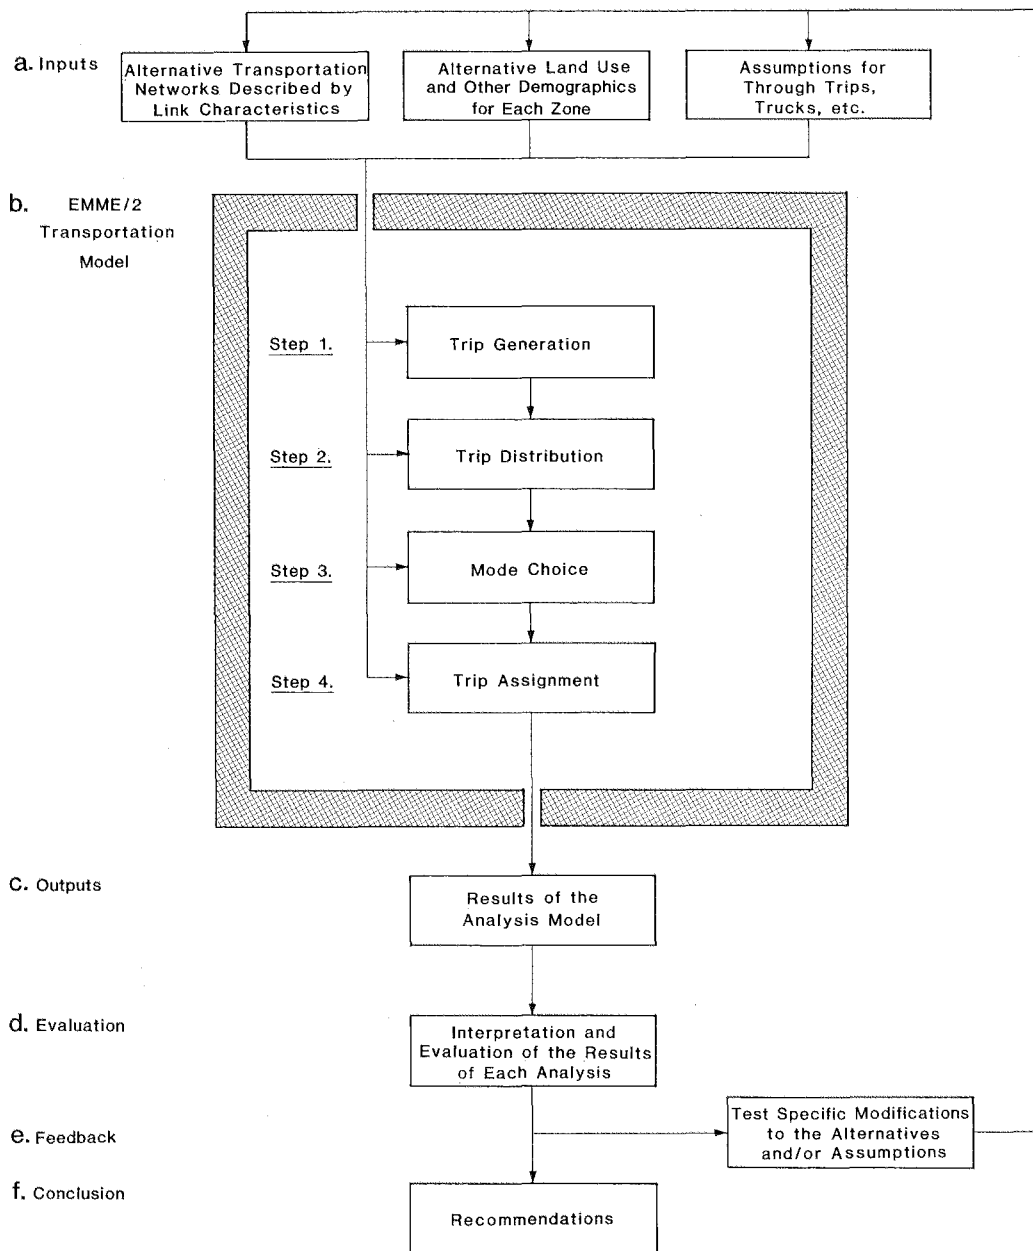 a. Inputs
Alternative Transportation
Networks Described by
Link Characteristics
Alternative Land Use
and Other Demographics
for Each Zone
Assumptions for
Through Trips,
Trucks, etc.
b. EMME/2
Transportation
Model
Step 1.
Trip Generation
Step 2.
Trip Distribution
Step 3.
Mode Choice
Step 4.
Trip Assignment
c. Outputs
Results of the
Analysis Model
d. Evaluation
Interpretation and
Evaluation of the Results
of Each Analysis
e. Feedback
Test Specific Modifications
to the Alternatives
and/or Assumptions
f. Conclusion
Recommendations